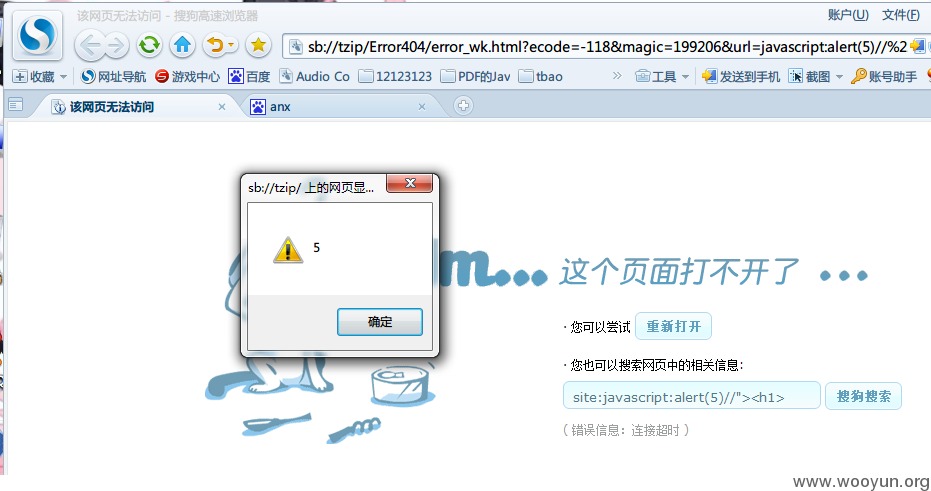 该网页无法访问 - 搜狗高速浏览器
账户(U) 文件(F)
sb://tzip/Error404/error_wk.html?ecode=-118&magic=199206&url=javascript:alert(5)//%2
收藏 网址导航 游戏中心 百度 Audio Co 12123123 PDF的Jav tbao » 工具 发送到手机 截图 账号助手
该网页无法访问 anx
sb://tzip/ 上的网页显...
5
确定
m... 这个页面打不开了 ...
· 您可以尝试 重新打开
· 您也可以搜索网页中的相关信息：
site:javascript:alert(5)//"><h1> 搜狗搜索
( 错误信息：连接超时 )
www.wooyun.org